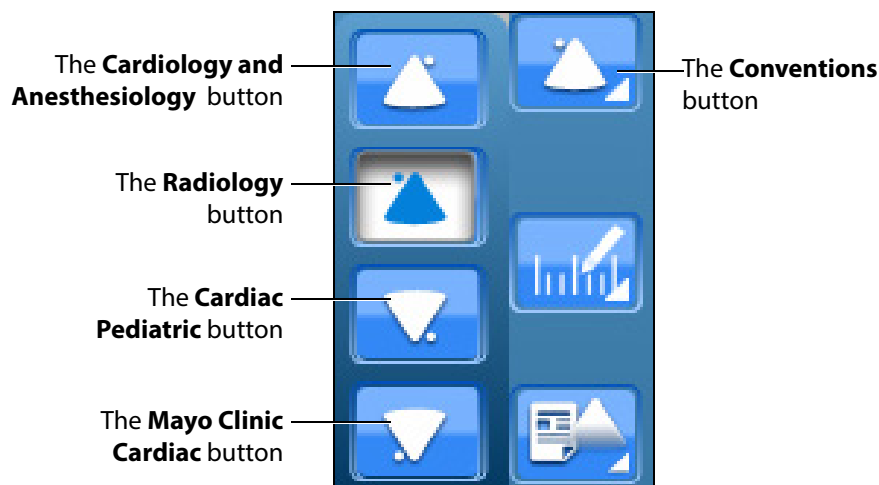 The Cardiology and
Anesthesiology button
The Conventions
button
The Radiology
button
The Cardiac
Pediatric button
The Mayo Clinic
Cardiac button